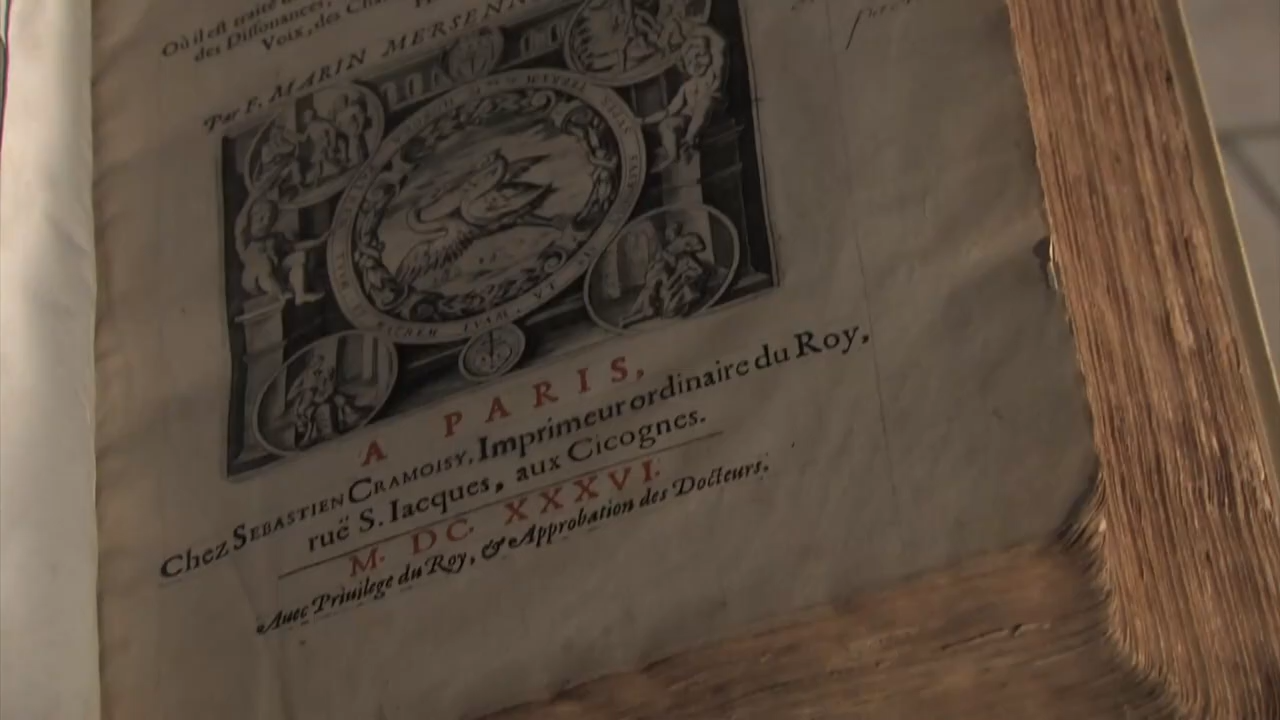 Où il est traité
des Dissonances,
Voix, des Cha
Par F. MARIN MERSENN
A PARIS,
Chez SEBASTIEN CRAMOISY, Imprimeur ordinaire du Roy,
ruë S. Iacques, aux Cicognes.
M. DC. XXXVI.
Auec Priuilege du Roy, & Approbation des Docteurs.